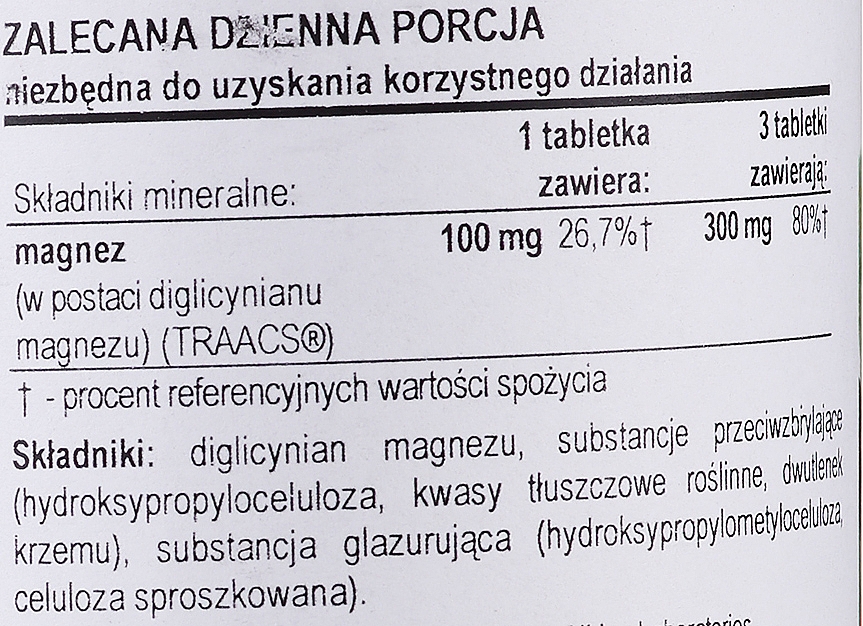 ZALECANA DZIENNA PORCJA
niezbędna do uzyskania korzystnego działania
1 tabletka 3 tabletki
Składniki mineralne: zawiera: zawierają:
magnez 100 mg 26,7%† 300 mg 80%†
(w postaci diglicynianu
magnezu) (TRAACS®)
† - procent referencyjnych wartości spożycia
Składniki: diglicynian magnezu, substancje przeciwzbrylające
(hydroksypropyloceluloza, kwasy tłuszczowe roślinne, dwutlenek
krzemu), substancja glazurująca (hydroksypropylometyloceluloza,
celuloza sproszkowana).